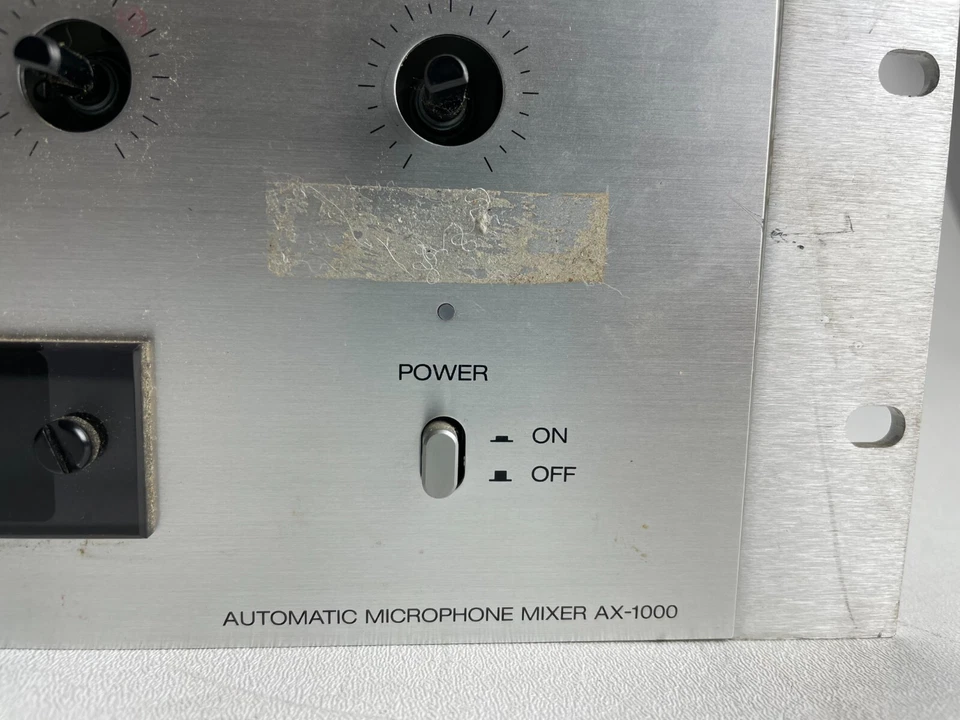 POWER
ON
OFF
AUTOMATIC MICROPHONE MIXER AX-1000